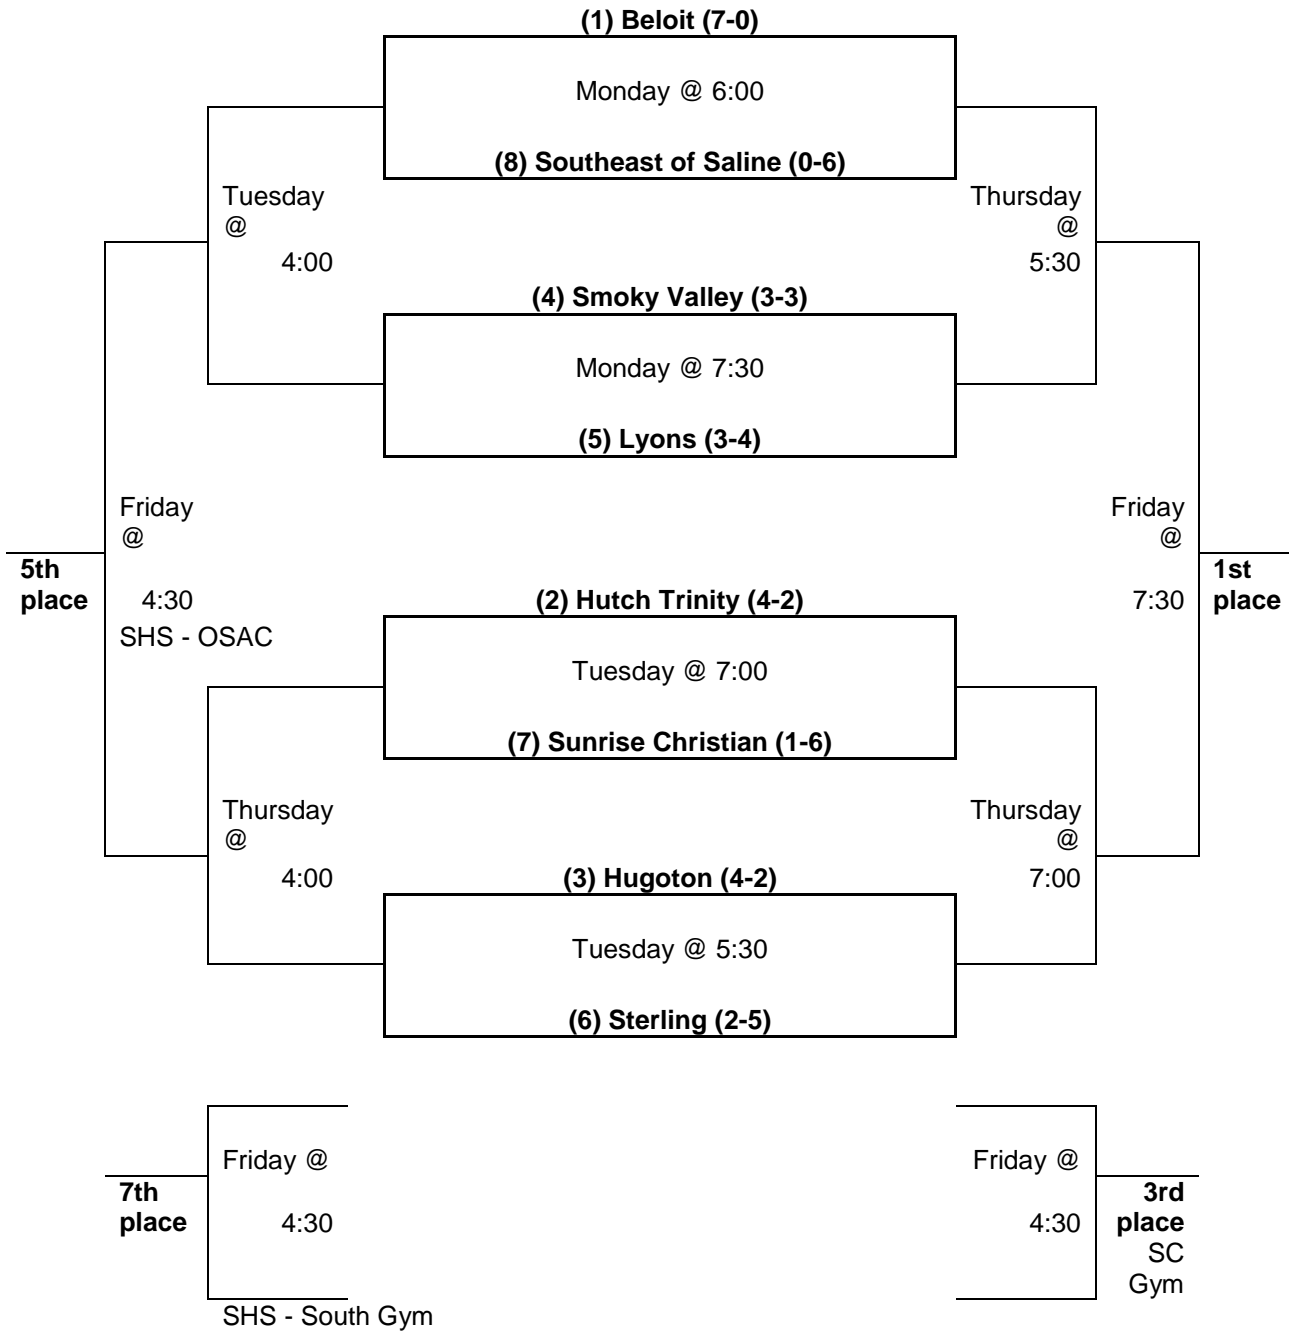 (1) Beloit (7-0)
Monday @ 6:00
(8) Southeast of Saline (0-6)
Tuesday
@
4:00
Thursday
@
5:30
(4) Smoky Valley (3-3)
Monday @ 7:30
(5) Lyons (3-4)
Friday
@
4:30
SHS - OSAC
5th
place
Friday
@
7:30
1st
place
(2) Hutch Trinity (4-2)
Tuesday @ 7:00
(7) Sunrise Christian (1-6)
Thursday
@
4:00
Thursday
@
7:00
(3) Hugoton (4-2)
Tuesday @ 5:30
(6) Sterling (2-5)
Friday @
4:30
7th
place
SHS - South Gym
Friday @
4:30
3rd
place
SC
Gym